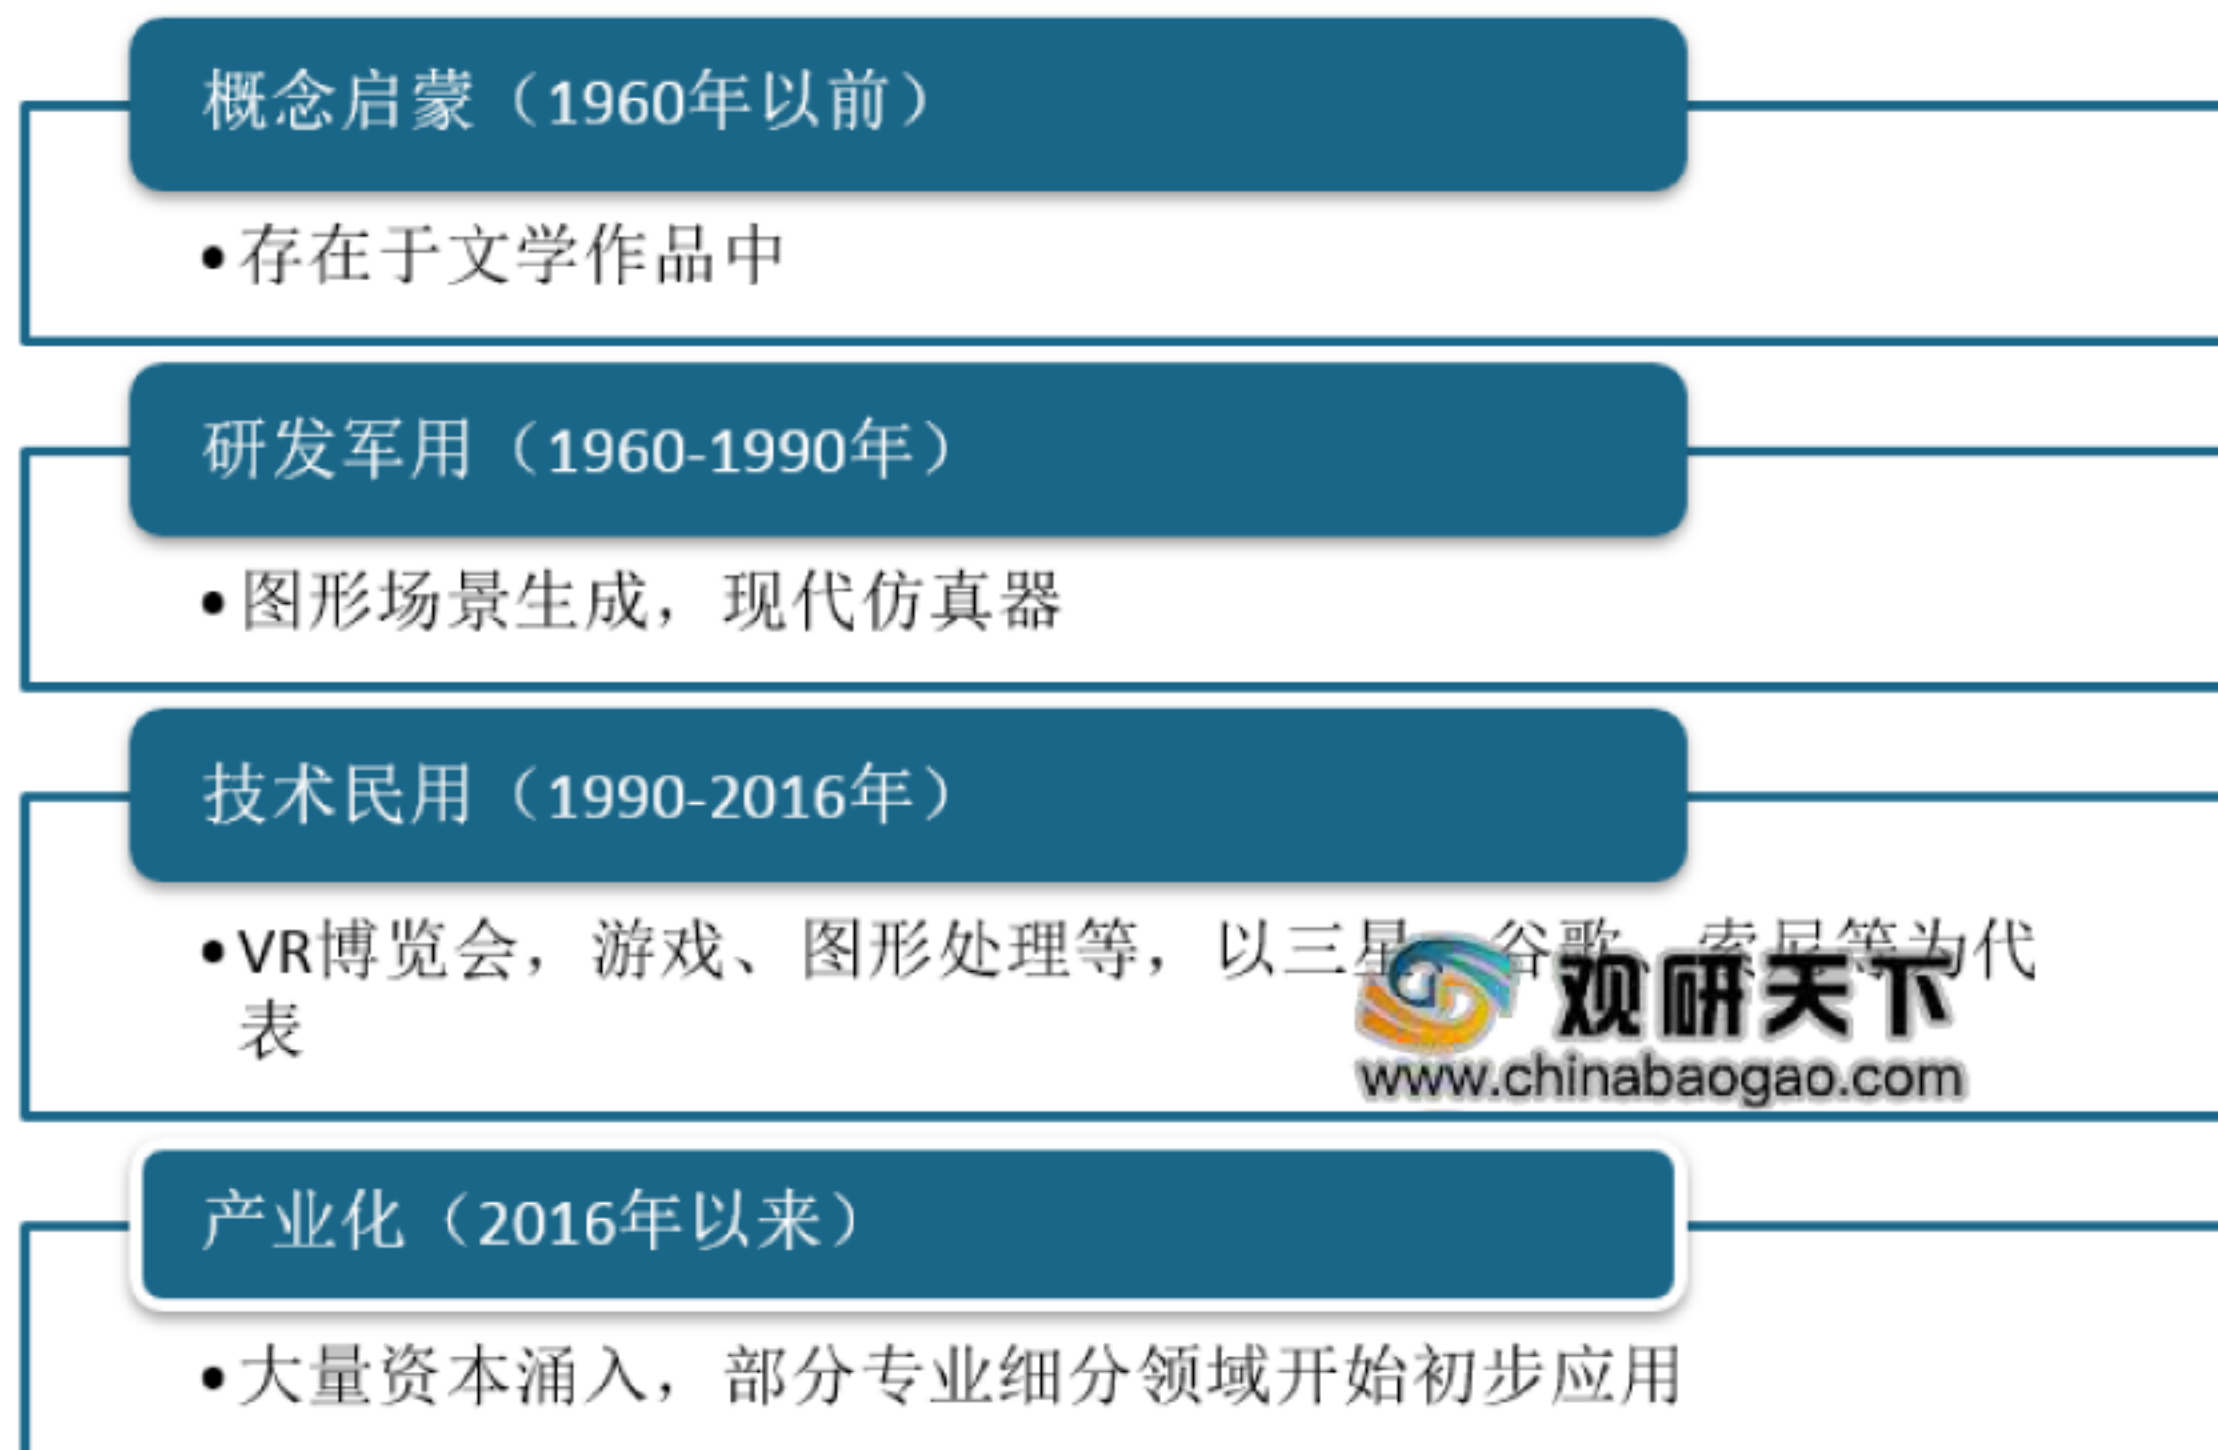 概念启蒙（1960年以前）
•存在于文学作品中
研发军用（1960-1990年）
•图形场景生成，现代仿真器
技术民用（1990-2016年）
•VR博览会，游戏、图形处理等，以三星、谷歌、索尼等为代
表
观研天下
www.chinabaogao.com
产业化（2016年以来）
•大量资本涌入，部分专业细分领域开始初步应用